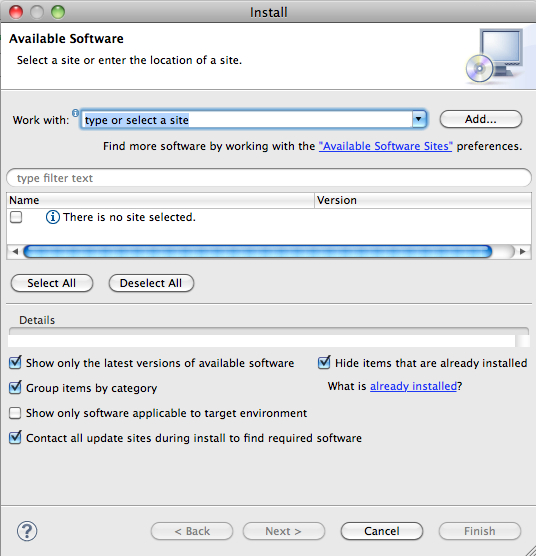 Install
Available Software
Select a site or enter the location of a site.
Work with: type or select a site Add...
Find more software by working with the "Available Software Sites" preferences.
type filter text
Name Version
There is no site selected.
Select All Deselect All
Details
Show only the latest versions of available software Hide items that are already installed
Group items by category What is already installed?
Show only software applicable to target environment
Contact all update sites during install to find required software
? < Back Next > Cancel Finish